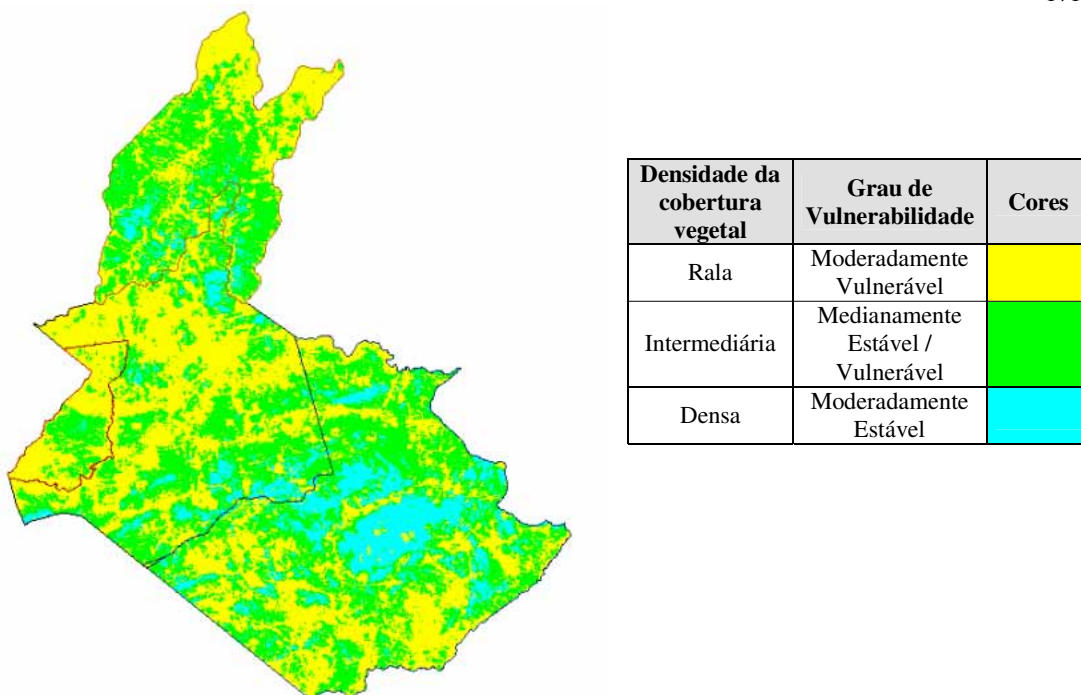 Densidade da
cobertura
vegetal
Grau de
Vulnerabilidade
Cores
Rala
Moderadamente
Vulnerável
Intermediária
Medianamente
Estável /
Vulnerável
Densa
Moderadamente
Estável